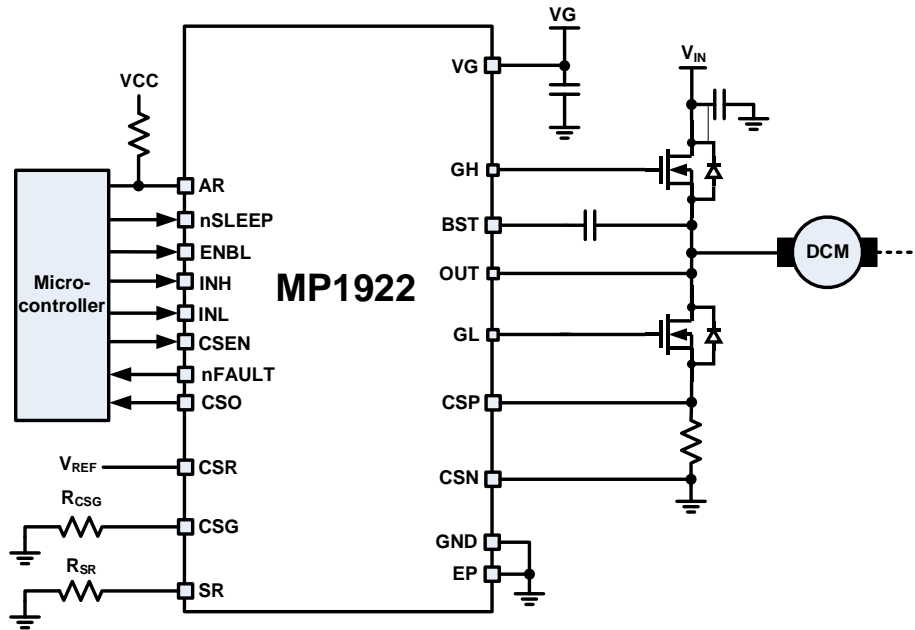 VG
VCC
VG
V_IN
AR
GH
nSLEEP
BST
ENBL
OUT
DCM
INH
Micro-
controller
MP1922
INL
GL
CSEN
nFAULT
CSO
CSP
V_REF
CSR
CSN
R_CSG
CSG
GND
R_SR
EP
SR